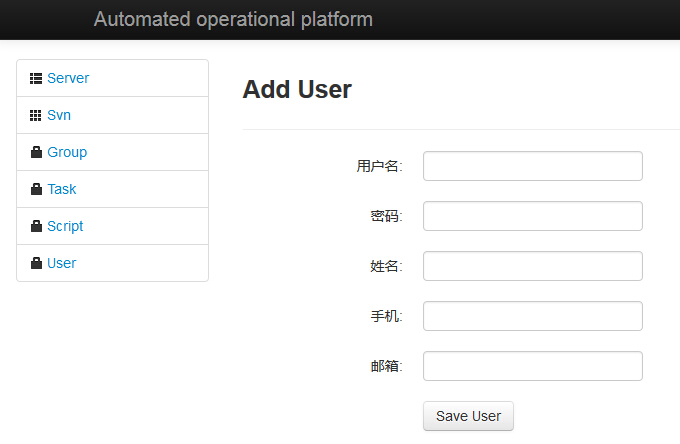 Automated operational platform
Server
Svn
Group
Task
Script
User
Add User
用户名:
密码:
姓名:
手机:
邮箱:
Save User